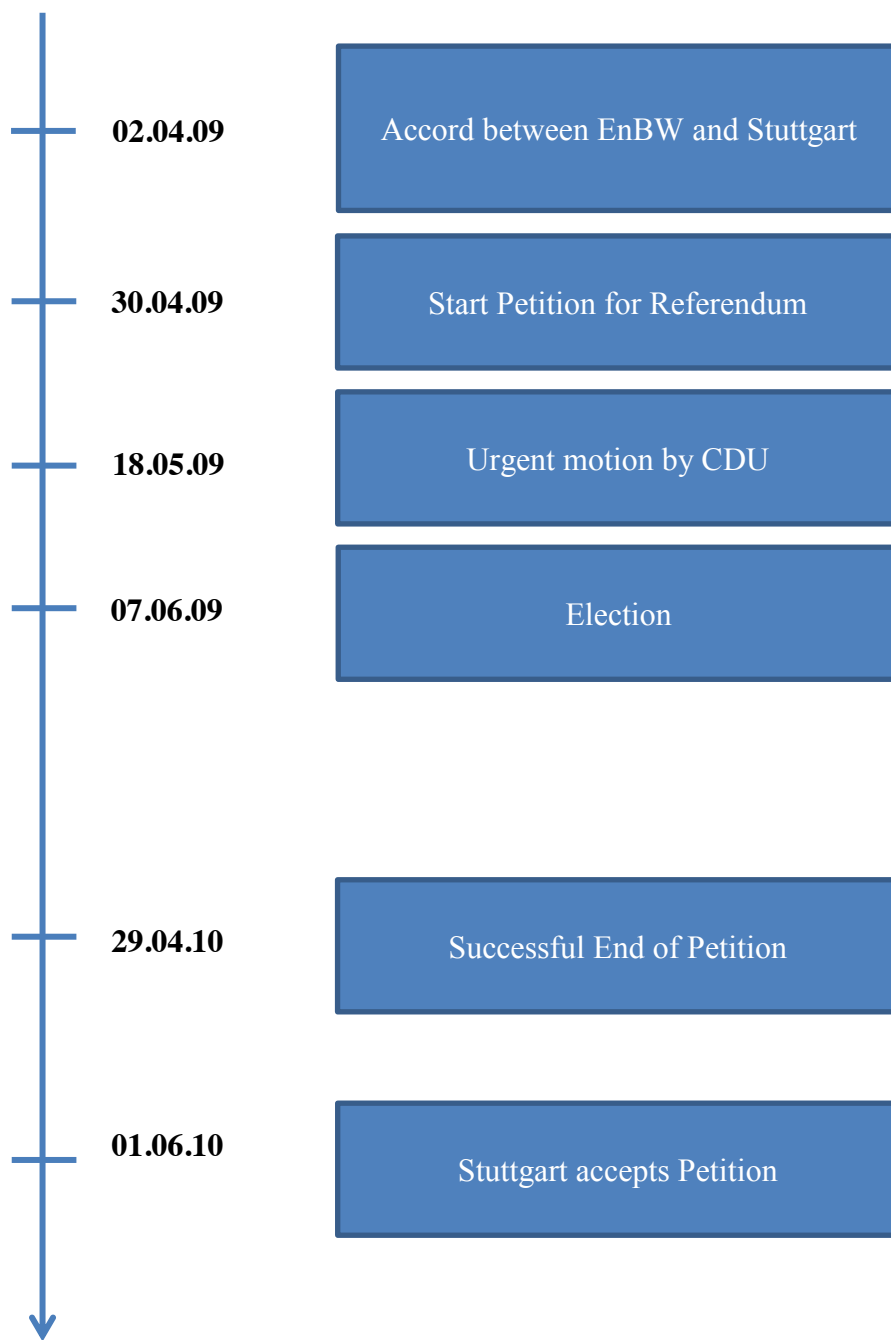 02.04.09 Accord between EnBW and Stuttgart
30.04.09 Start Petition for Referendum
18.05.09 Urgent motion by CDU
07.06.09 Election
29.04.10 Successful End of Petition
01.06.10 Stuttgart accepts Petition